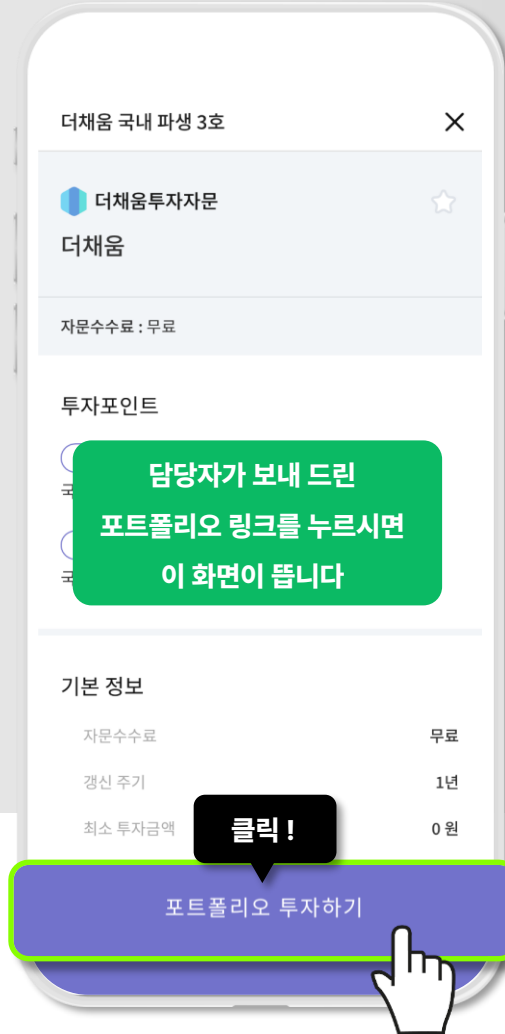 더채움 국내 파생 3호
더채움투자자문
더채움
자문수수료 : 무료
투자포인트
국
국
담당자가 보내 드린
포트폴리오 링크를 누르시면
이 화면이 뜹니다
기본 정보
자문수수료 무료
갱신 주기 1년
최소 투자금액 0 원
클릭 !
포트폴리오 투자하기